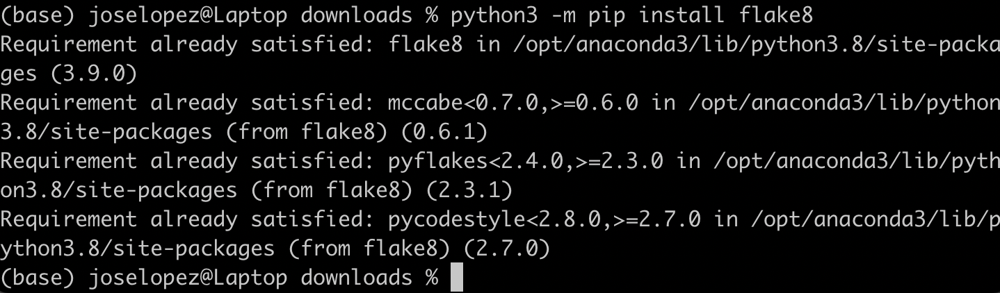 (base) joselopez@Laptop downloads % python3 -m pip install flake8
Requirement already satisfied: flake8 in /opt/anaconda3/lib/python3.8/site-packa
ges (3.9.0)
Requirement already satisfied: mccabe<0.7.0,>=0.6.0 in /opt/anaconda3/lib/python
3.8/site-packages (from flake8) (0.6.1)
Requirement already satisfied: pyflakes<2.4.0,>=2.3.0 in /opt/anaconda3/lib/pyth
on3.8/site-packages (from flake8) (2.3.1)
Requirement already satisfied: pycodestyle<2.8.0,>=2.7.0 in /opt/anaconda3/lib/p
ython3.8/site-packages (from flake8) (2.7.0)
(base) joselopez@Laptop downloads %